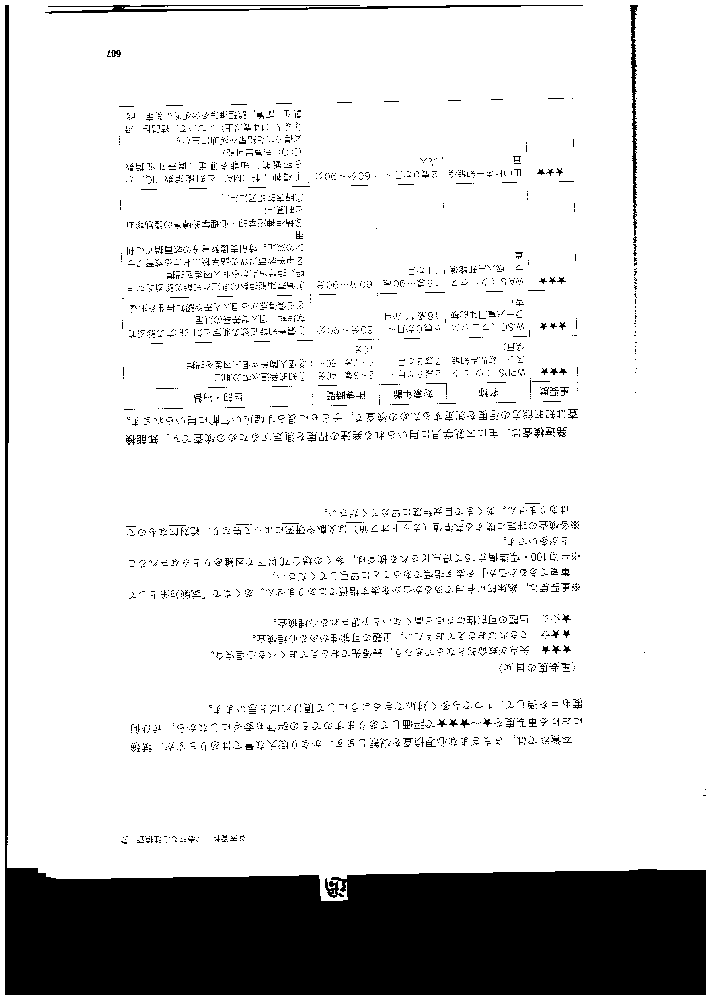 巻末資料　代表的な心理検査一覧
本資料では，さまざまな心理検査を概観します。かなり膨大な量ではありますが，試験
における重要度を★～★★★で評価してありますのでその評価も参考にしながら，ぜひ何
度も目を通して，1つでも多く対応できるようにして頂ければと思います。
〈重要度の目安〉
★★★　失点が致命的となるであろう，最優先でおさえておくべき心理検査。
★★☆　できればおさえておきたい，出題の可能性がある心理検査。
★☆☆　出題の可能性はさほど高くないと予想される心理検査。
※重要度は，臨床的に有用であるか否かを表す指標ではありません。あくまで「試験対策として
重要であるか否か」を表す指標であることに留意してください。
※平均100・標準偏差15で得点化される検査は，多くの場合70以下で困難ありとみなされるこ
とが多いです。
※各検査の評定に関する基準値（カットオフ値）は文献や研究によって異なり，絶対的なもので
はありません。あくまで目安程度に留めてください。
発達検査は，主に未就学児に用いられる発達の程度を測定するための検査です。知能検
査は知的能力の程度を測定するための検査で，子どもに限らず幅広い年齢に用いられます。
重要度　名称　対象年齢　所要時間　目的・特徴
★★★　WPPSI（ウェク　2歳6か月～　2～3歳　40分　①知的発達水準の測定
スラー幼児用知能　7歳3か月　4～7歳　50～　②個人間差や個人内差を把握
検査）　70分
★★★　WISC（ウェクス　5歳0か月～　60分～90分　①偏差知能指数の測定と知的能力の診断的
ラー児童用知能検　16歳11か月　な理解。個人間差異の測定
査）　②指標得点から個人内差や認知特性を把握
★★★　WAIS（ウェクス　16歳～90歳　60分～90分　①偏差知能指数の測定と知能の診断的な理
ラー成人用知能検　11か月　解。指標得点から個人内差を把握
査）　②中等教育以降の諸学校における教育プラ
ンの策定。特別支援教育等の教育措置に利
用
③精神神経学的・心理学的障害の鑑別診断
と制度活用
④臨床的研究に活用
★★★　田中ビネー知能検　2歳0か月～　60分～90分　①精神年齢（MA）と知能指数（IQ）か
査　成人　ら客観的に知能を測定（偏差知能指数
（DIQ）も算出可能）
②得られた結果を援助に生かす
③成人（14歳以上）について，結晶性，流
動性，記憶，論理推理を分析的に測定可能
687